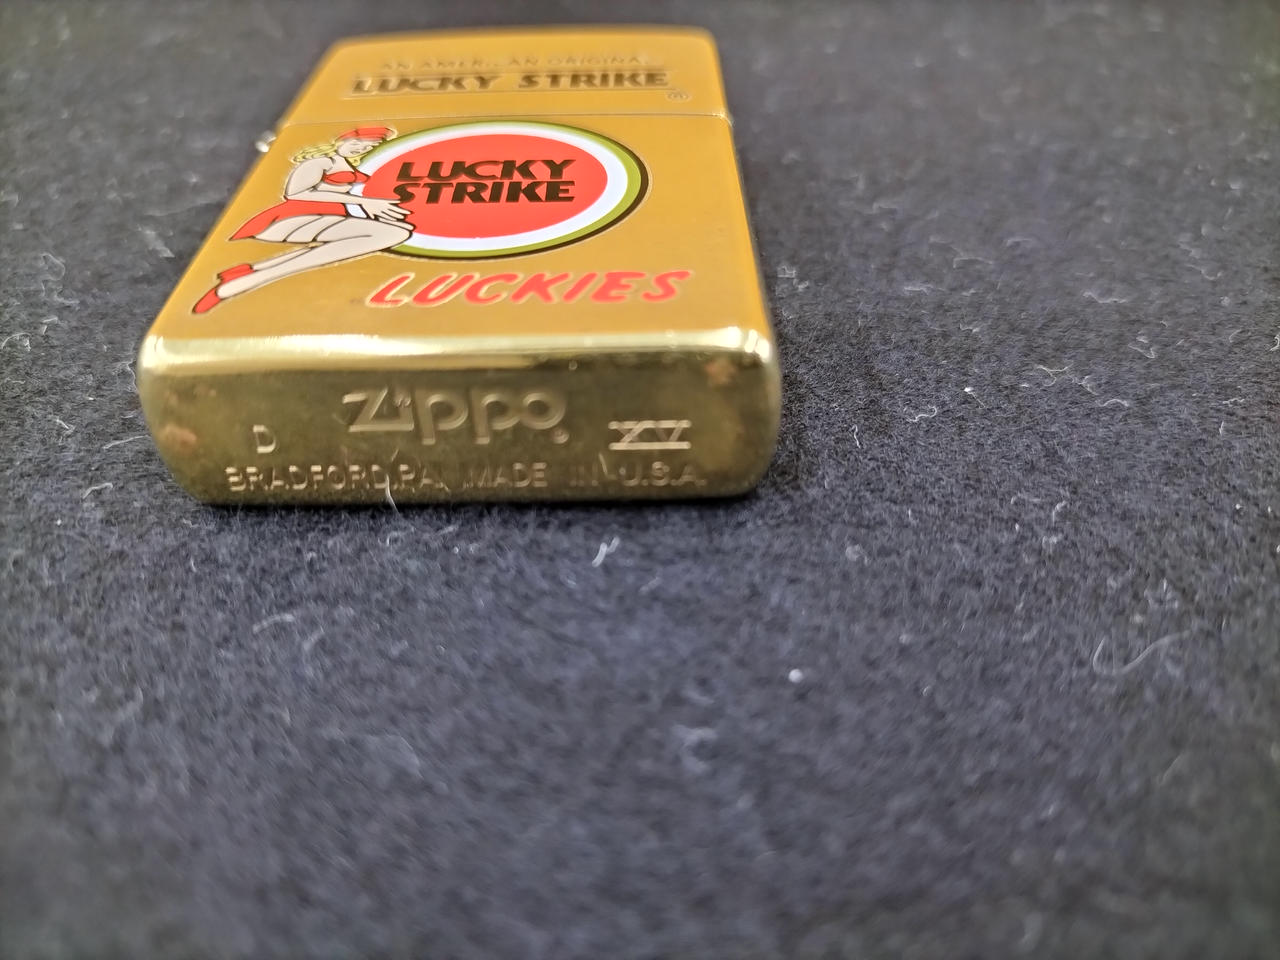 AN AMERICAN ORIGINAL
LUCKY STRIKE ®
LUCKY
STRIKE
LUCKIES
Zippo ®
D XV
BRADFORD,PA. MADE IN U.S.A.